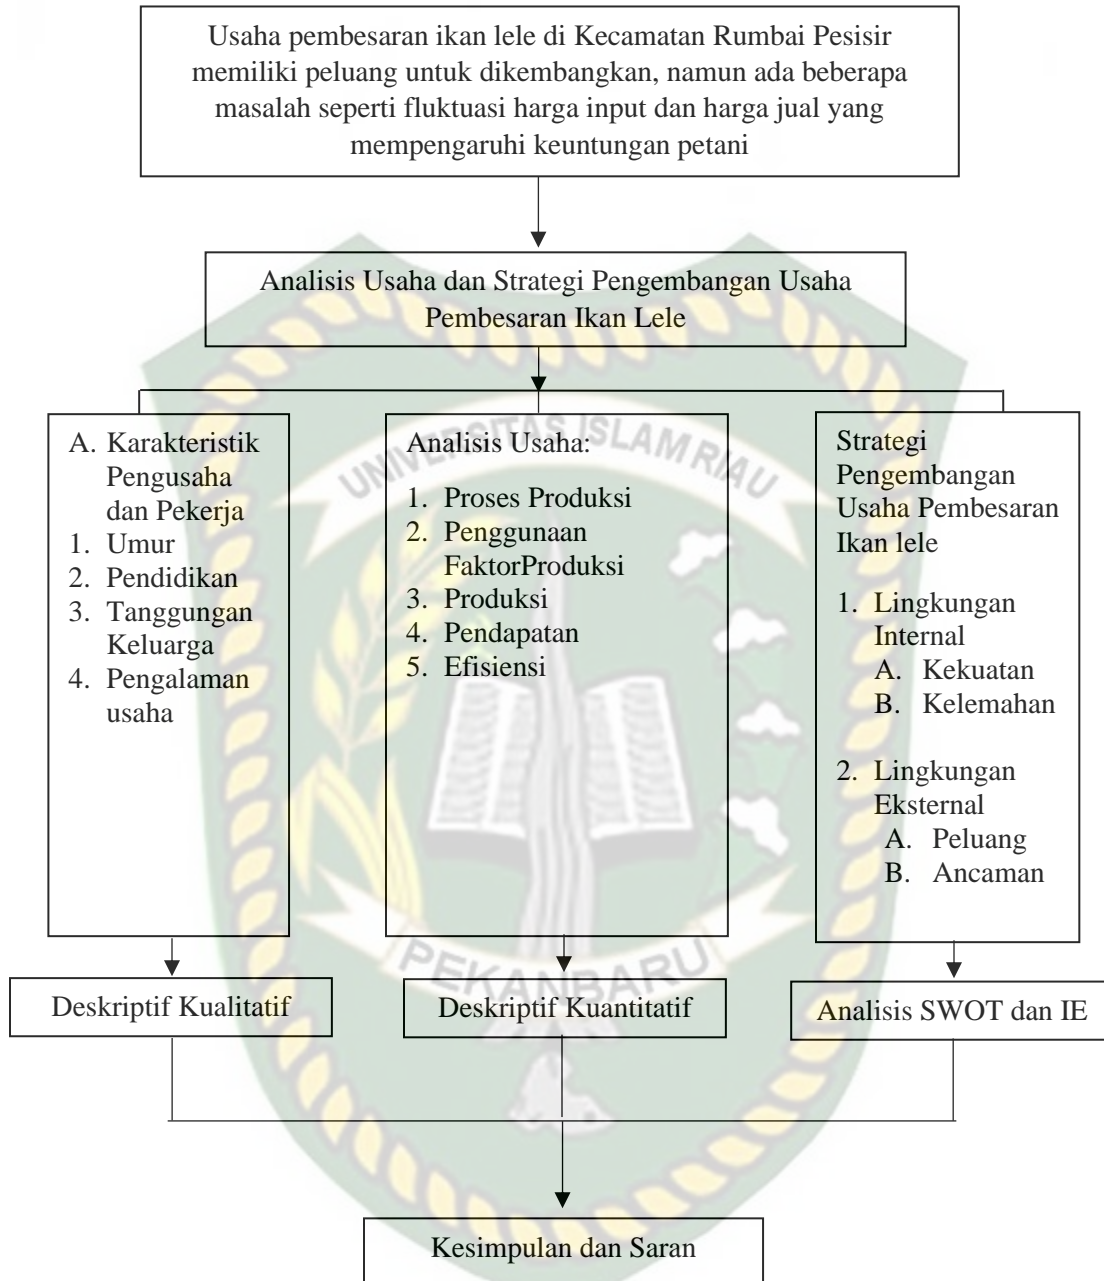 Usaha pembesaran ikan lele di Kecamatan Rumbai Pesisir
memiliki peluang untuk dikembangkan, namun ada beberapa
masalah seperti fluktuasi harga input dan harga jual yang
mempengaruhi keuntungan petani
Analisis Usaha dan Strategi Pengembangan Usaha
Pembesaran Ikan Lele
A. Karakteristik
Pengusaha
dan Pekerja
1. Umur
2. Pendidikan
3. Tanggungan
Keluarga
4. Pengalaman
usaha
Analisis Usaha:
1. Proses Produksi
2. Penggunaan
FaktorProduksi
3. Produksi
4. Pendapatan
5. Efisiensi
Strategi
Pengembangan
Usaha Pembesaran
Ikan lele
1. Lingkungan
Internal
A. Kekuatan
B. Kelemahan
2. Lingkungan
Eksternal
A. Peluang
B. Ancaman
UNIVERSITAS ISLAM RIAU
PEKANBARU
Deskriptif Kualitatif
Deskriptif Kuantitatif
Analisis SWOT dan IE
Kesimpulan dan Saran